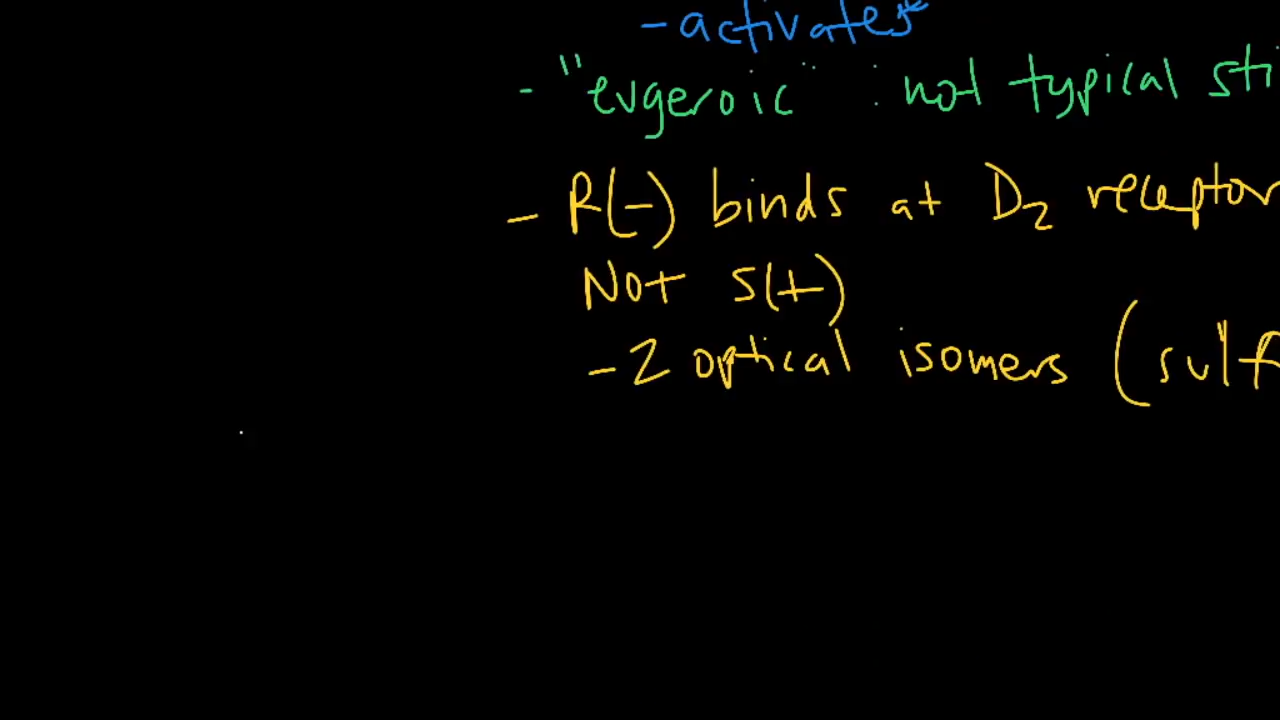 - activates*
- "eugeroic" : not typical sti
- R(-) binds at D2 receptor
Not S(+)
- 2 optical isomers (sulf